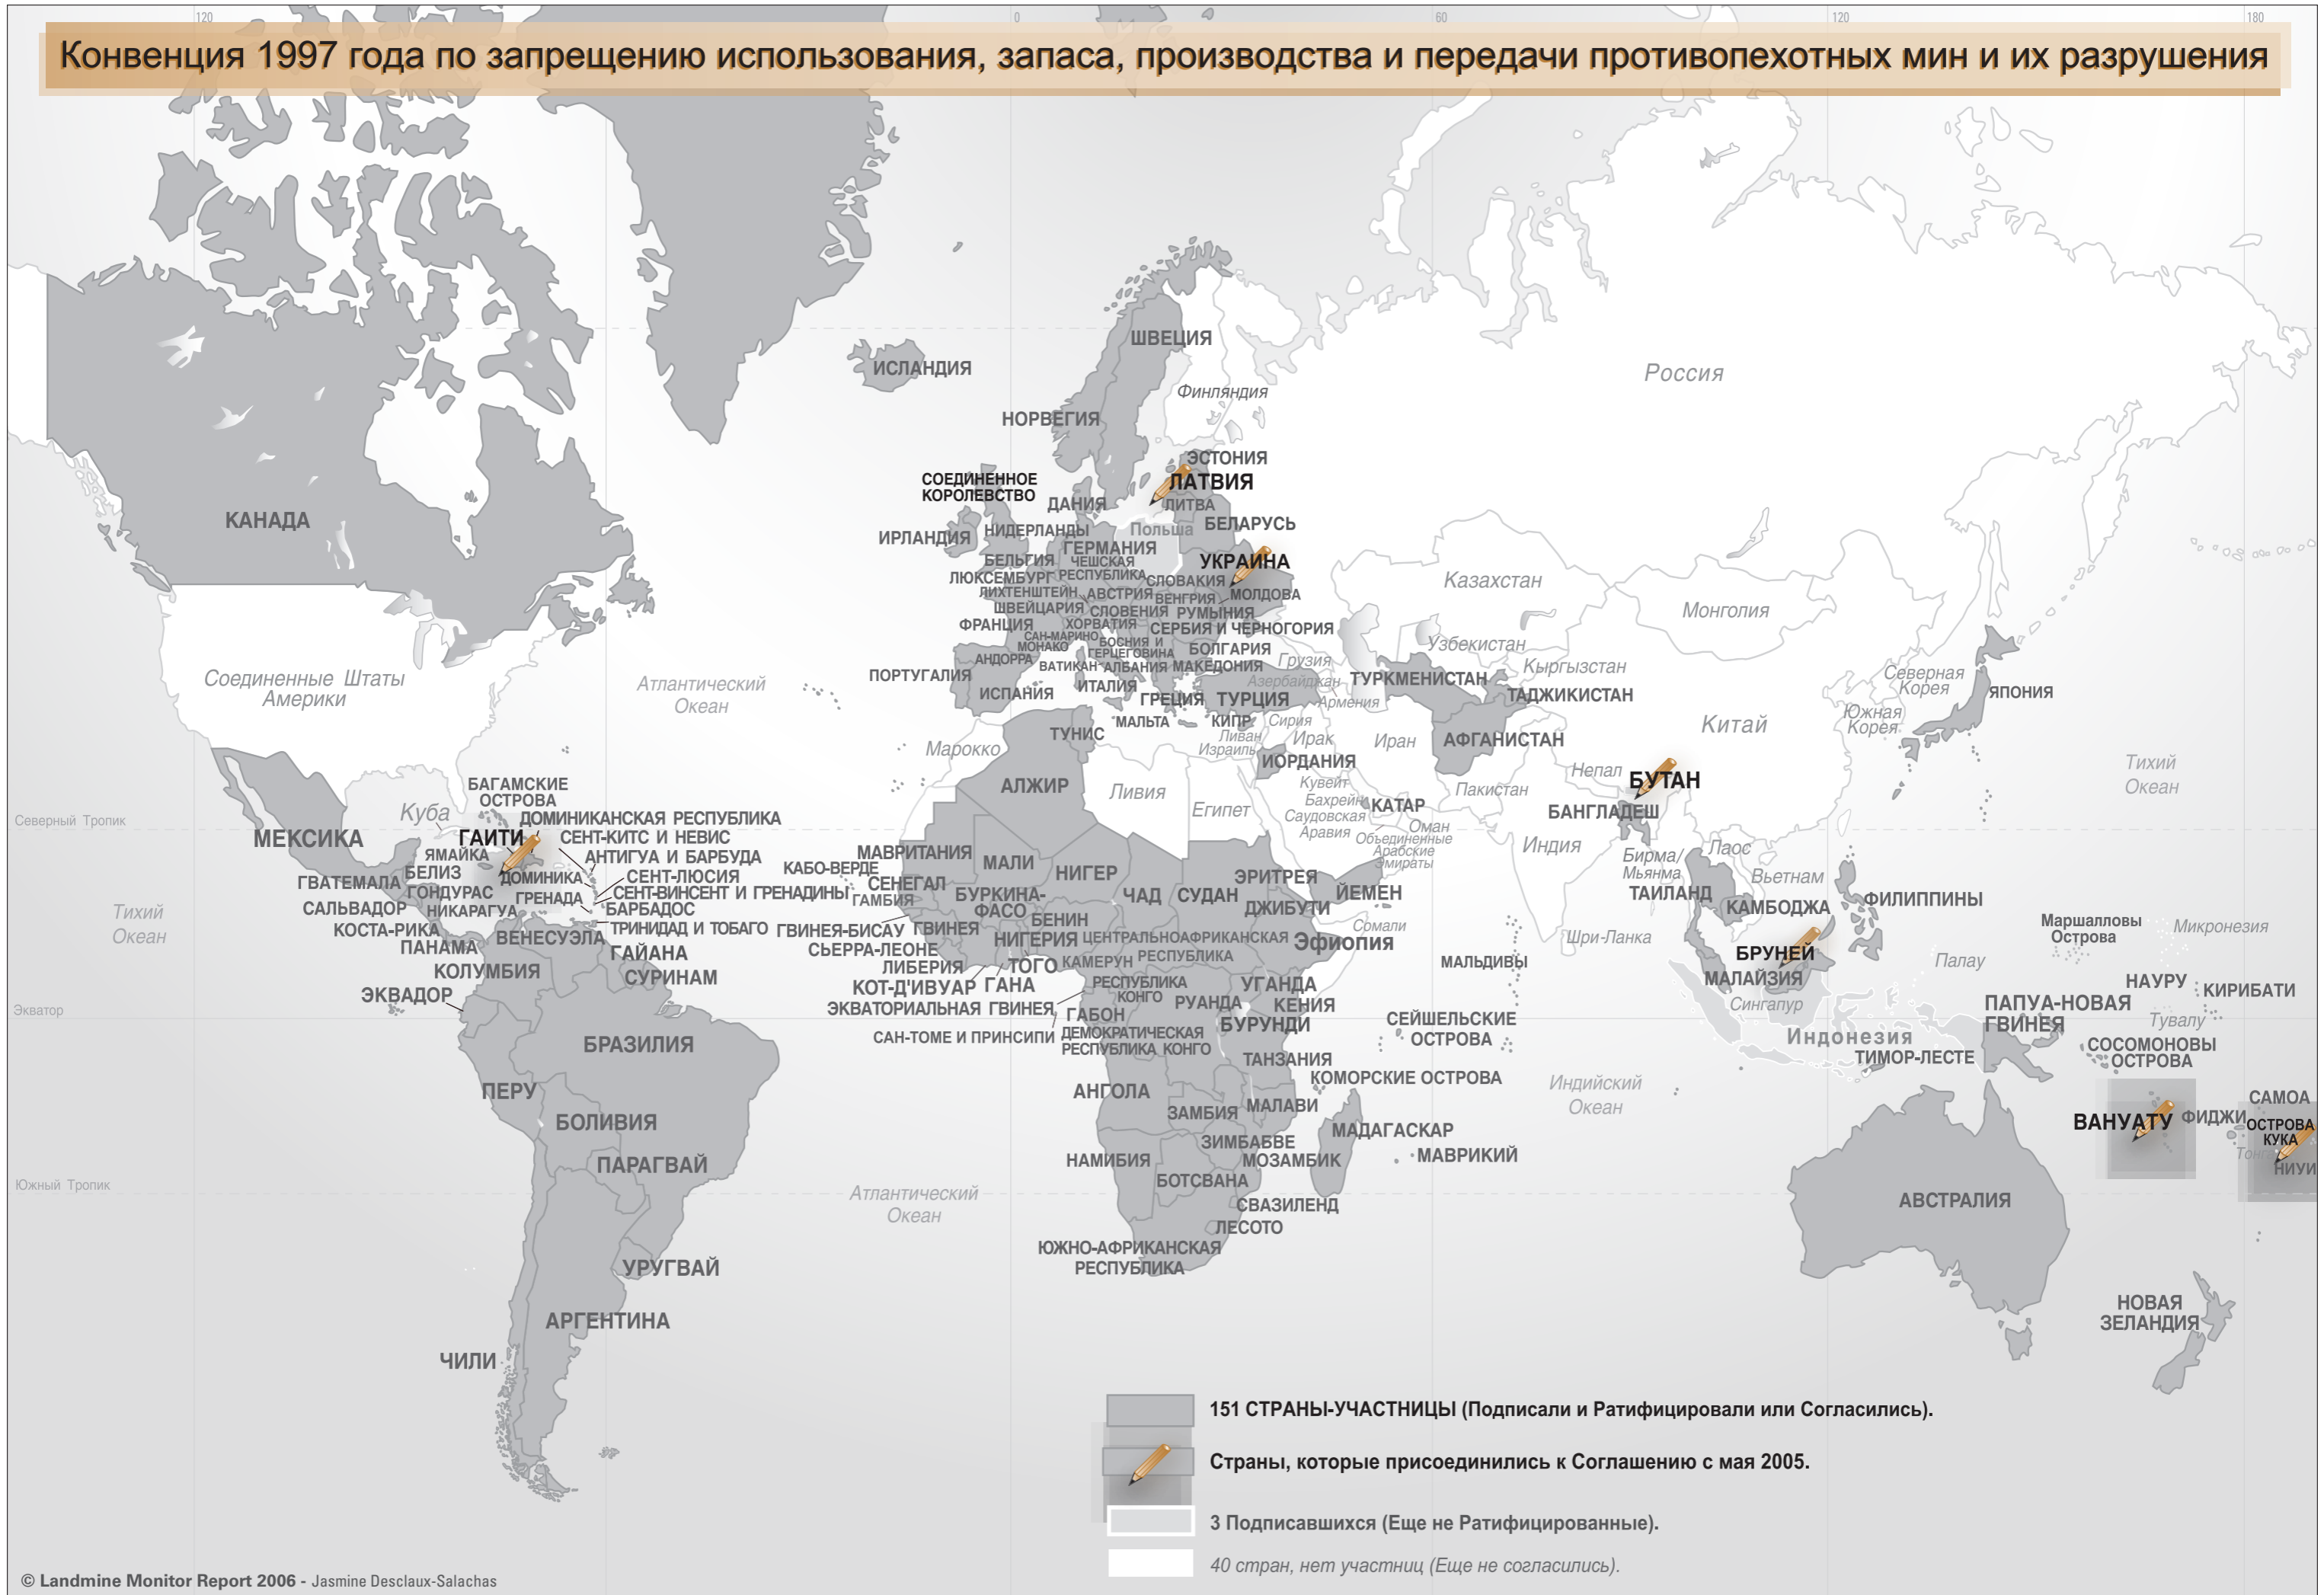 120
0
60
120
180
Конвенция 1997 года по запрещению использования, запаса, производства и передачи противопехотных мин и их разрушения
ШВЕЦИЯ
ИСЛАНДИЯ
Россия
Финляндия
НОРВЕГИЯ
ЭСТОНИЯ
ЛАТВИЯ
СОЕДИНЕННОЕ
КОРОЛЕВСТВО
ДАНИЯ
ЛИТВА
КАНАДА
БЕЛАРУСЬ
Польша
ИРЛАНДИЯ
НИДЕРЛАНДЫ
ГЕРМАНИЯ
УКРАИНА
БЕЛЬГИЯ
ЧЕШСКАЯ
РЕСПУБЛИКА
ЛЮКСЕМБУРГ
СЛОВАКИЯ
Казахстан
ЛИХТЕНШТЕЙН
АВСТРИЯ
ВЕНГРИЯ
МОЛДОВА
ШВЕЙЦАРИЯ
СЛОВЕНИЯ
РУМЫНИЯ
Монголия
ФРАНЦИЯ
ХОРВАТИЯ
СЕРБИЯ И ЧЕРНОГОРИЯ
САН-МАРИНО
МОНАКО
БОСНИЯ И
ГЕРЦЕГОВИНА
БОЛГАРИЯ
Узбекистан
АНДОРРА
ВАТИКАН
АЛБАНИЯ
МАКЕДОНИЯ
Грузия
Кыргызстан
Соединенные Штаты
Америки
Атлантический
Океан
ПОРТУГАЛИЯ
ИСПАНИЯ
ИТАЛИЯ
ГРЕЦИЯ
ТУРЦИЯ
Азербайджан
Армения
ТУРКМЕНИСТАН
ТАДЖИКИСТАН
Северная
Корея
ЯПОНИЯ
Южная
Корея
Китай
МАЛЬТА
КИПР
Сирия
Ливан
Израиль
Ирак
Иран
АФГАНИСТАН
ТУНИС
Марокко
ИОРДАНИЯ
Тихий
Океан
АЛЖИР
Ливия
Египет
Кувейт
Бахрейн
КАТАР
Саудовская
Аравия
Оман
Объединенные
Арабские
Эмираты
Пакистан
Непал
БУТАН
БАНГЛАДЕШ
Индия
БАГАМСКИЕ
ОСТРОВА
Куба
ДОМИНИКАНСКАЯ РЕСПУБЛИКА
Северный Тропик
МЕКСИКА
ГАИТИ
СЕНТ-КИТС И НЕВИС
ЯМАЙКА
АНТИГУА И БАРБУДА
БЕЛИЗ
ДОМИНИКА
СЕНТ-ЛЮСИЯ
ГВАТЕМАЛА
ГОНДУРАС
ГРЕНАДА
СЕНТ-ВИНСЕНТ И ГРЕНАДИНЫ
САЛЬВАДОР
НИКАРАГУА
БАРБАДОС
КОСТА-РИКА
ТРИНИДАД И ТОБАГО
ПАНАМА
ВЕНЕСУЭЛА
ГАЙАНА
КОЛУМБИЯ
СУРИНАМ
ЭКВАДОР
Тихий
Океан
Экватор
МАВРИТАНИЯ
КАБО-ВЕРДЕ
СЕНЕГАЛ
ГАМБИЯ
МАЛИ
НИГЕР
ЧАД
СУДАН
ЭРИТРЕЯ
ЙЕМЕН
ДЖИБУТИ
БУРКИНА-
ФАСО
БЕНИН
Сомали
ГВИНЕЯ-БИСАУ
ГВИНЕЯ
НИГЕРИЯ
ЦЕНТРАЛЬНОАФРИКАНСКАЯ
РЕСПУБЛИКА
Эфиопия
СЬЕРРА-ЛЕОНЕ
ЛИБЕРИЯ
ТОГО
КАМЕРУН
КОТ-Д'ИВУАР
ГАНА
РЕСПУБЛИКА
КОНГО
УГАНДА
РУАНДА
КЕНИЯ
ЭКВАТОРИАЛЬНАЯ ГВИНЕЯ
ГАБОН
БУРУНДИ
САН-ТОМЕ И ПРИНСИПИ
ДЕМОКРАТИЧЕСКАЯ
РЕСПУБЛИКА КОНГО
ТАНЗАНИЯ
СЕЙШЕЛЬСКИЕ
ОСТРОВА
КОМОРСКИЕ ОСТРОВА
МАЛЬДИВЫ
Шри-Ланка
Бирма/
Мьянма
Лаос
Вьетнам
ТАИЛАНД
КАМБОДЖА
ФИЛИППИНЫ
БРУНЕЙ
МАЛАЙЗИЯ
Сингапур
Индонезия
ТИМОР-ЛЕСТЕ
Маршалловы
Острова
Микронезия
Палау
НАУРУ
КИРИБАТИ
ПАПУА-НОВАЯ
ГВИНЕЯ
Тувалу
СОСОМОНОВЫ
ОСТРОВА
САМОА
ВАНУАТУ
ФИДЖИ
ОСТРОВА
КУКА
НИУИ
БРАЗИЛИЯ
ПЕРУ
БОЛИВИЯ
ПАРАГВАЙ
Южный Тропик
Атлантический
Океан
АНГОЛА
ЗАМБИЯ
МАЛАВИ
ЗИМБАБВЕ
МОЗАМБИК
НАМИБИЯ
БОТСВАНА
МАДАГАСКАР
МАВРИКИЙ
СВАЗИЛЕНД
ЛЕСОТО
ЮЖНО-АФРИКАНСКАЯ
РЕСПУБЛИКА
Индийский
Океан
АВСТРАЛИЯ
НОВАЯ
ЗЕЛАНДИЯ
УРУГВАЙ
АРГЕНТИНА
ЧИЛИ
151 СТРАНЫ-УЧАСТНИЦЫ (Подписали и Ратифицировали или Согласились).
Страны, которые присоединились к Соглашению с мая 2005.
3 Подписавшихся (Еще не Ратифицированные).
40 стран, нет участниц (Еще не согласились).
© Landmine Monitor Report 2006 - Jasmine Desclaux-Salachas